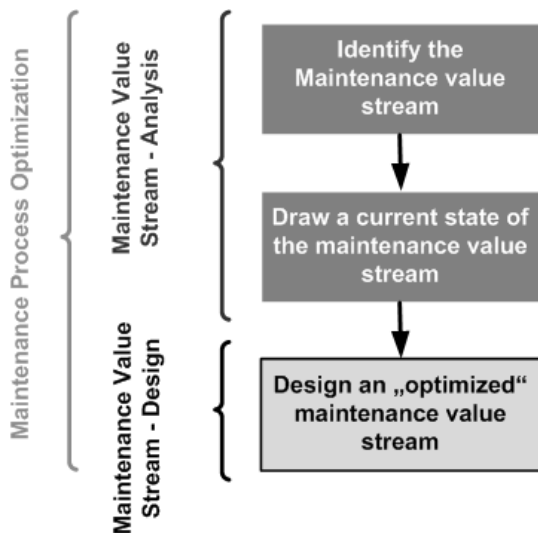 Maintenance Process Optimization
Maintenance Value
Stream - Analysis
Identify the
Maintenance value
stream
Draw a current state of
the maintenance value
stream
Maintenance Value
Stream - Design
Design an „optimized“
maintenance value
stream